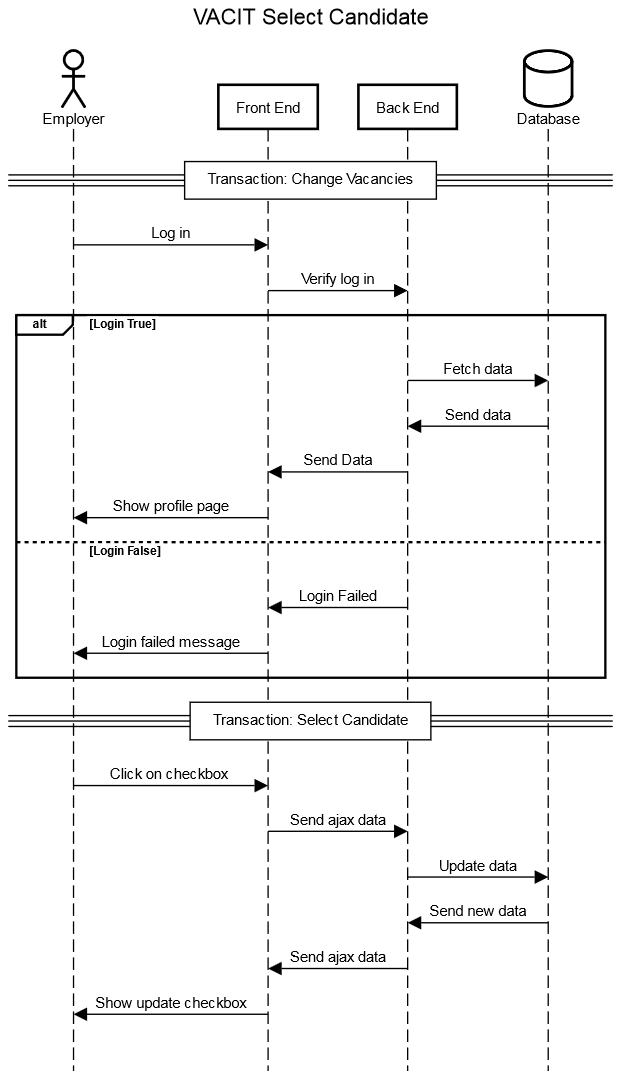 VACIT Select Candidate
Employer
Front End
Back End
Database
Transaction: Change Vacancies
Log in
Verify log in
alt
[Login True]
Fetch data
Send data
Send Data
Show profile page
[Login False]
Login Failed
Login failed message
Transaction: Select Candidate
Click on checkbox
Send ajax data
Update data
Send new data
Send ajax data
Show update checkbox